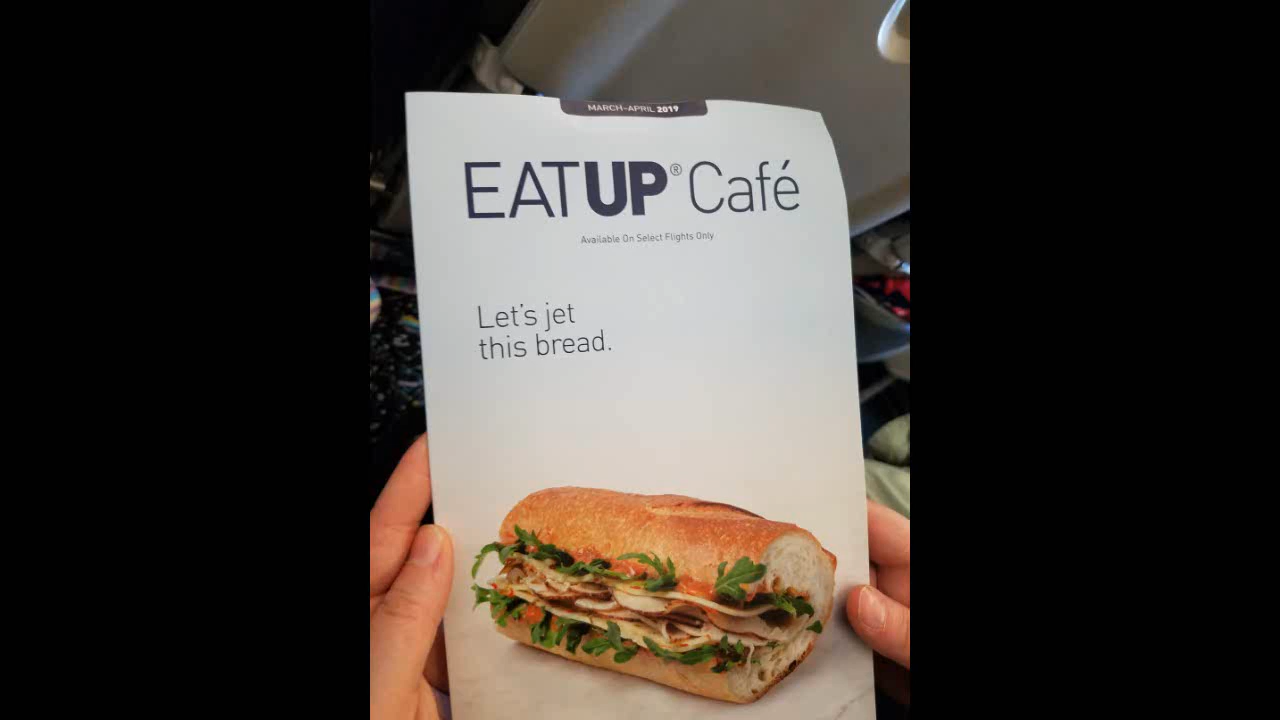 MARCH-APRIL 2019
EATUP® Café
Available On Select Flights Only
Let's jet
this bread.